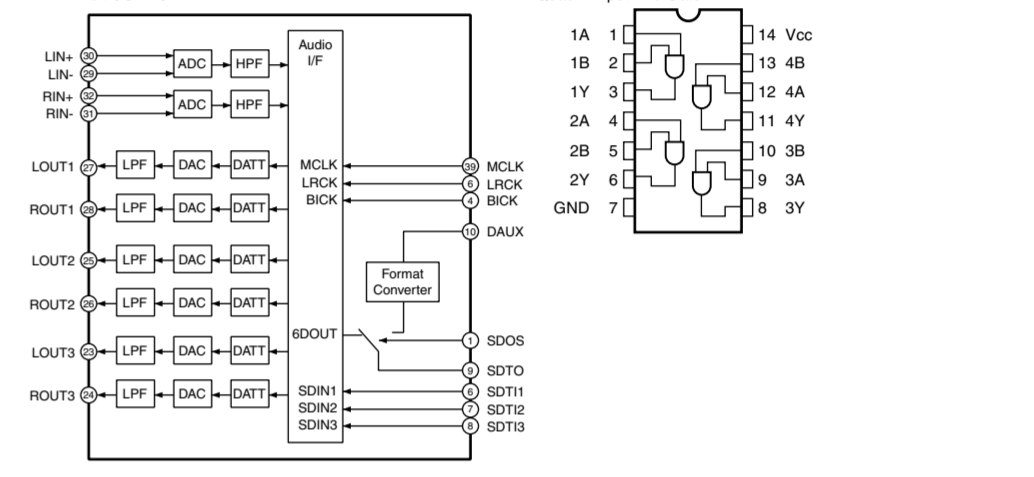 Audio
I/F
LIN+ 30
LIN- 29
ADC HPF
RIN+ 32
RIN- 31
ADC HPF
LOUT1 27 LPF DAC DATT MCLK 39 MCLK
LRCK 6 LRCK
ROUT1 28 LPF DAC DATT BICK 4 BICK
10 DAUX
LOUT2 25 LPF DAC DATT
Format
Converter
ROUT2 26 LPF DAC DATT
6DOUT 1 SDOS
LOUT3 23 LPF DAC DATT
9 SDTO
ROUT3 24 LPF DAC DATT SDIN1 6 SDTI1
SDIN2 7 SDTI2
SDIN3 8 SDTI3
1A 1 14 Vcc
1B 2 13 4B
1Y 3 12 4A
2A 4 11 4Y
2B 5 10 3B
2Y 6 9 3A
GND 7 8 3Y